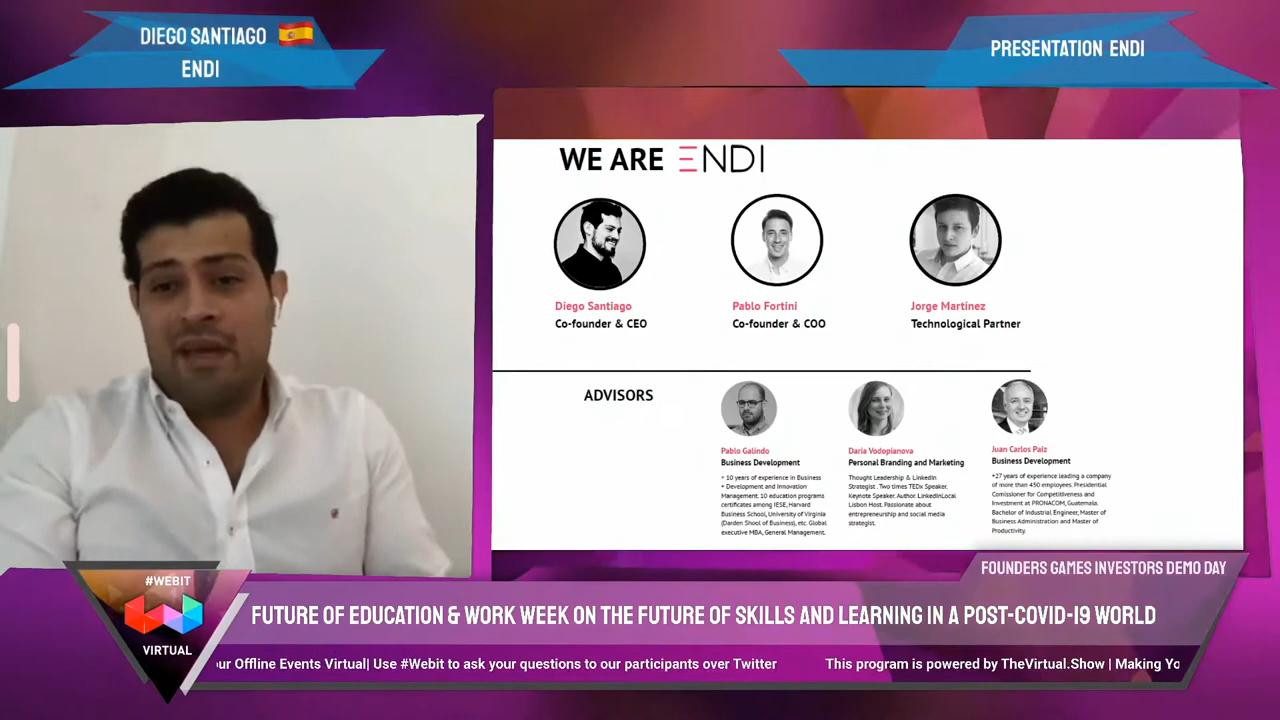 DIEGO SANTIAGO
ENDI
PRESENTATION ENDI
WE ARE ENDI
Diego Santiago
Co-founder & CEO
Pablo Fortini
Co-founder & COO
Jorge Martínez
Technological Partner
ADVISORS
Pablo Galindo
Business Development
+ 10 years of experience in Business
+ Development and Innovation
Management. 10 education programs
certificates among IESE, Harvard
Business School, University of Virginia
(Darden Shool of Business), etc. Global
executive MBA, General Management.
Daria Vodopianova
Personal Branding and Marketing
Thought Leadership & LinkedIn
Strategist . Two times TEDx Speaker.
Keynote Speaker. Author. LinkedInLocal
Lisbon Host. Passionate about
entrepreneurship and social media
strategist.
Juan Carlos Paiz
Business Development
+27 years of experience leading a company
of more than 450 employees. Presidential
Comissioner for Competitiveness and
Investment at PRONACOM, Guatemala.
Bachelor of Industrial Engineer, Master of
Business Administration and Master of
Productivity.
FOUNDERS GAMES INVESTORS DEMO DAY
#WEBIT
VIRTUAL
FUTURE OF EDUCATION & WORK WEEK ON THE FUTURE OF SKILLS AND LEARNING IN A POST-COVID-19 WORLD
our Offline Events Virtual| Use #Webit to ask your questions to our participants over Twitter
This program is powered by TheVirtual.Show | Making Yo